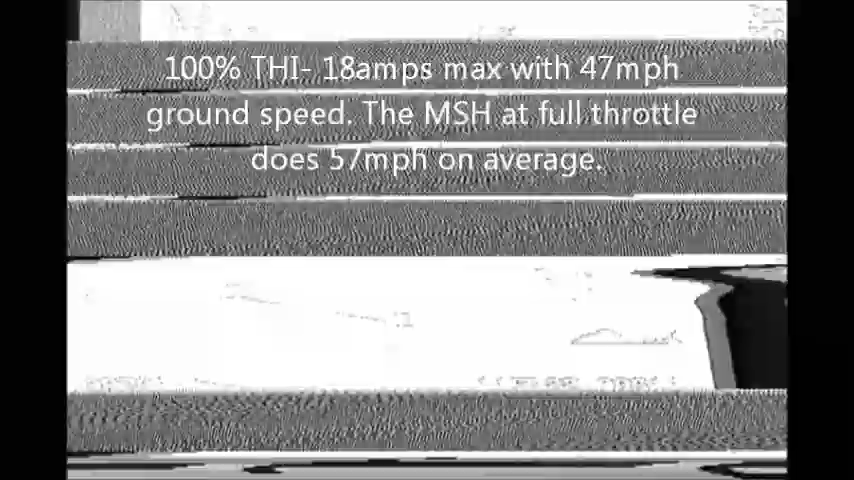 100% THI- 18amps max with 47mph
ground speed. The MSH at full throttle
does 57mph on average.